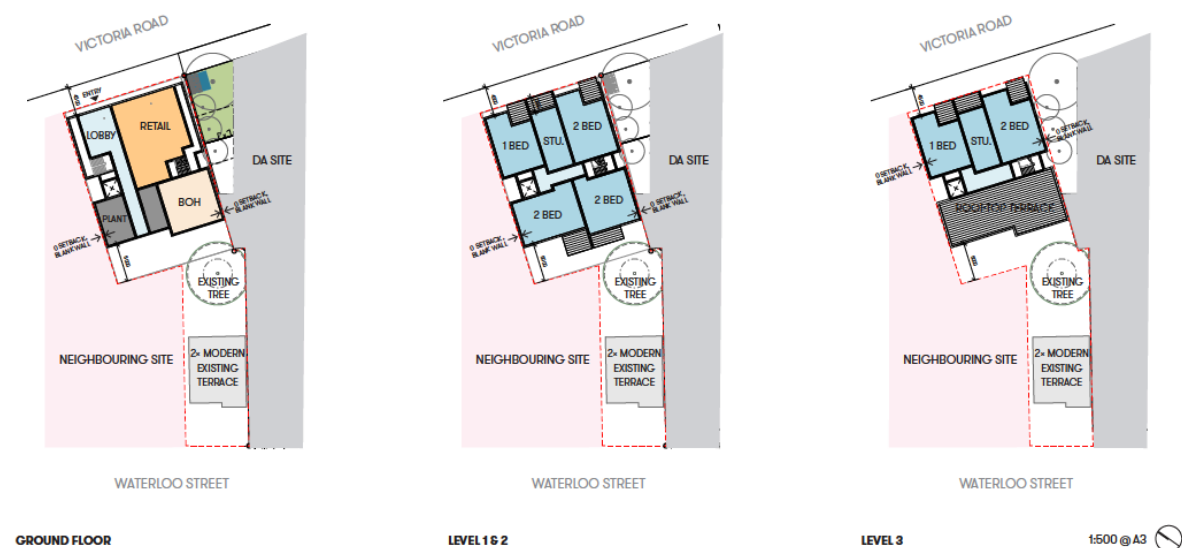 VICTORIA ROAD
ENTRY
LOBBY
RETAIL
PLANT
BOH
0 SETBACK,
BLANK WALL
0 SETBACK,
BLANK WALL
DA SITE
EXISTING
TREE
NEIGHBOURING SITE
2x MODERN
EXISTING
TERRACE
WATERLOO STREET
GROUND FLOOR
VICTORIA ROAD
1 BED
STU.
2 BED
2 BED
2 BED
0 SETBACK,
BLANK WALL
0 SETBACK,
BLANK WALL
DA SITE
EXISTING
TREE
NEIGHBOURING SITE
2x MODERN
EXISTING
TERRACE
WATERLOO STREET
LEVEL 1 & 2
VICTORIA ROAD
1 BED
STU.
2 BED
0 SETBACK,
BLANK WALL
0 SETBACK,
BLANK WALL
DA SITE
ROOFTOP TERRACE
EXISTING
TREE
NEIGHBOURING SITE
2x MODERN
EXISTING
TERRACE
WATERLOO STREET
LEVEL 3
1:500 @ A3